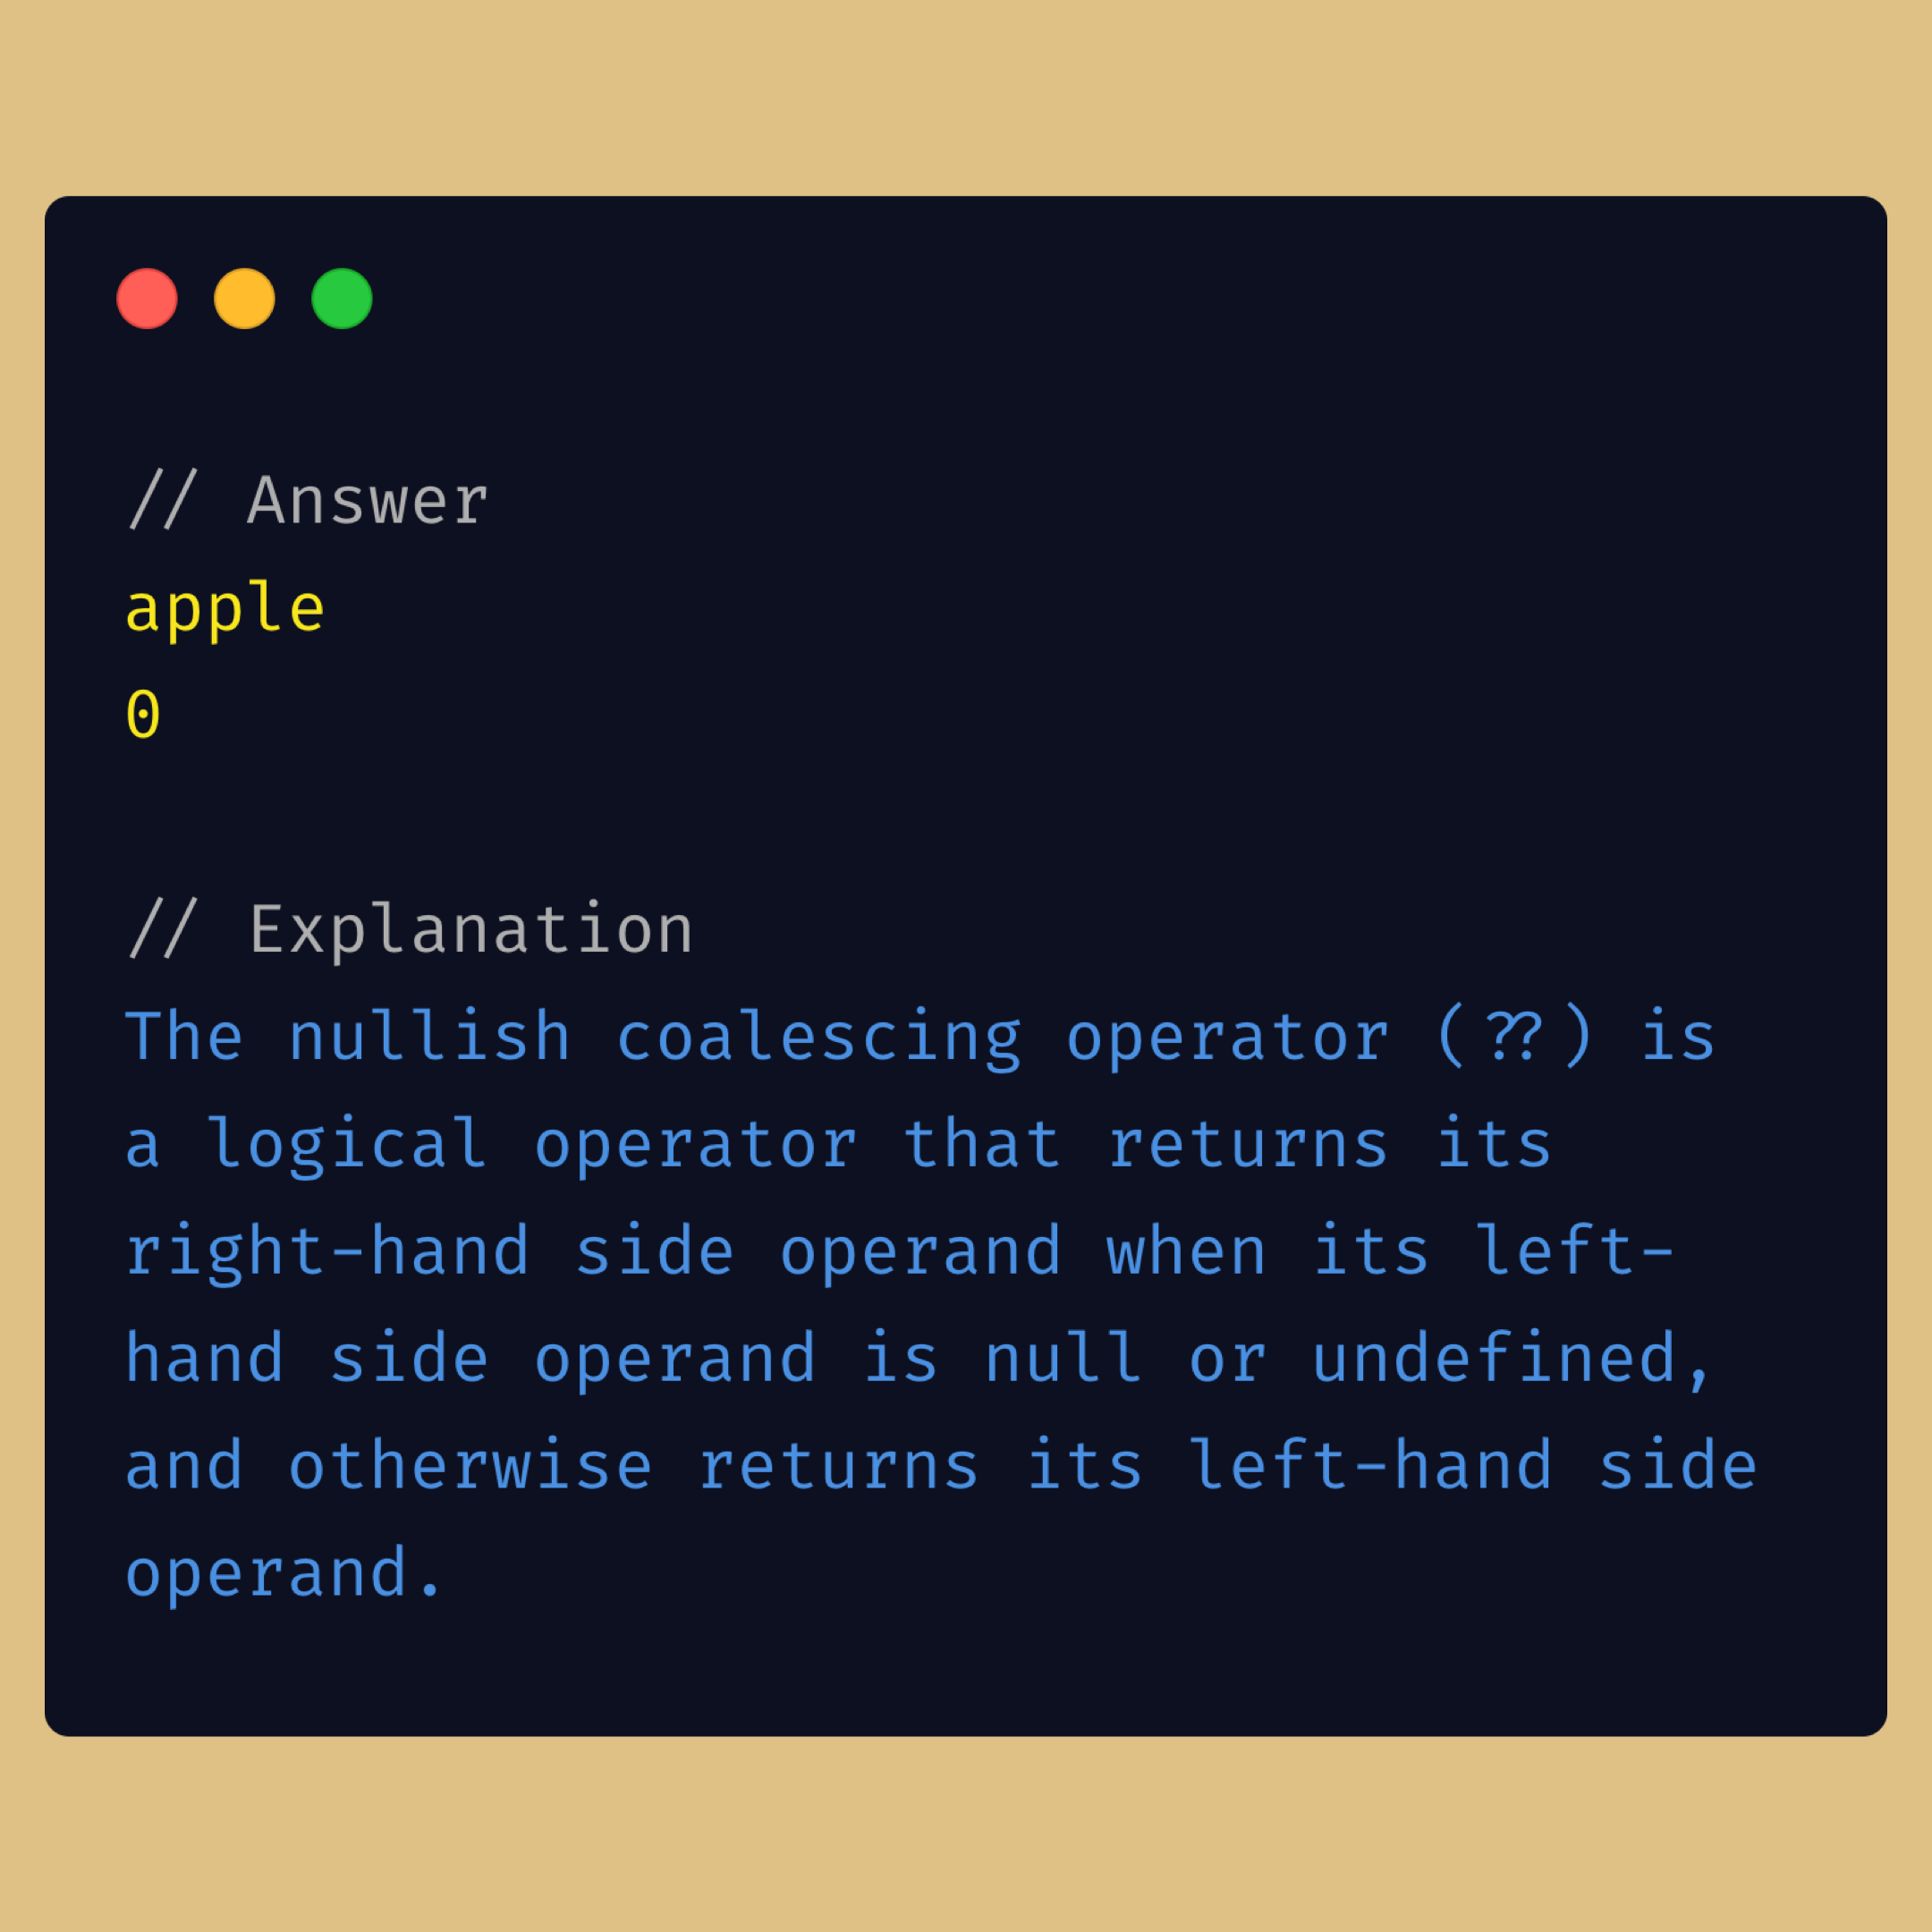 // Answer
apple
0
// Explanation
The nullish coalescing operator (??) is
a logical operator that returns its
right-hand side operand when its left-
hand side operand is null or undefined,
and otherwise returns its left-hand side
operand.